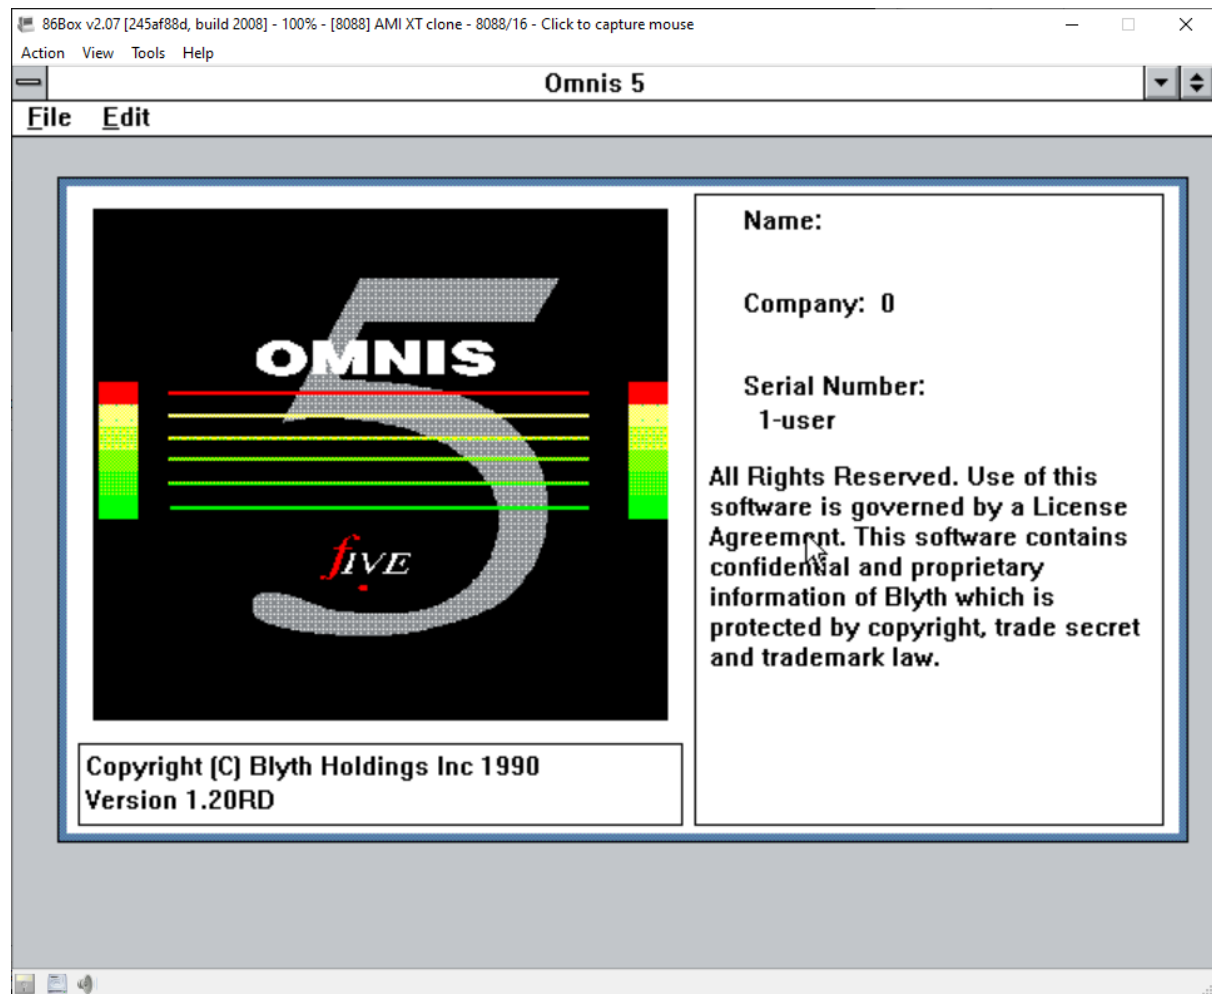 86Box v2.07 [245af88d, build 2008] - 100% - [8088] AMI XT clone - 8088/16 - Click to capture mouse
Action View Tools Help
Omnis 5
File Edit
5
OMNIS
fIVE
Copyright (C) Blyth Holdings Inc 1990
Version 1.20RD
Name:
Company: 0
Serial Number:
1-user
All Rights Reserved. Use of this
software is governed by a License
Agreement. This software contains
confidential and proprietary
information of Blyth which is
protected by copyright, trade secret
and trademark law.